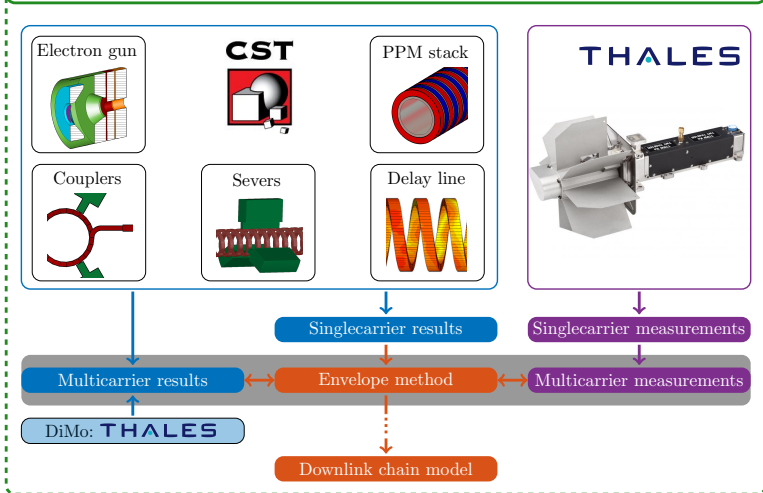 Electron gun
CST
PPM stack
THALES
Couplers
Severs
Delay line
Singlecarrier results
Singlecarrier measurements
Multicarrier results
Envelope method
Multicarrier measurements
DiMo: THALES
Downlink chain model